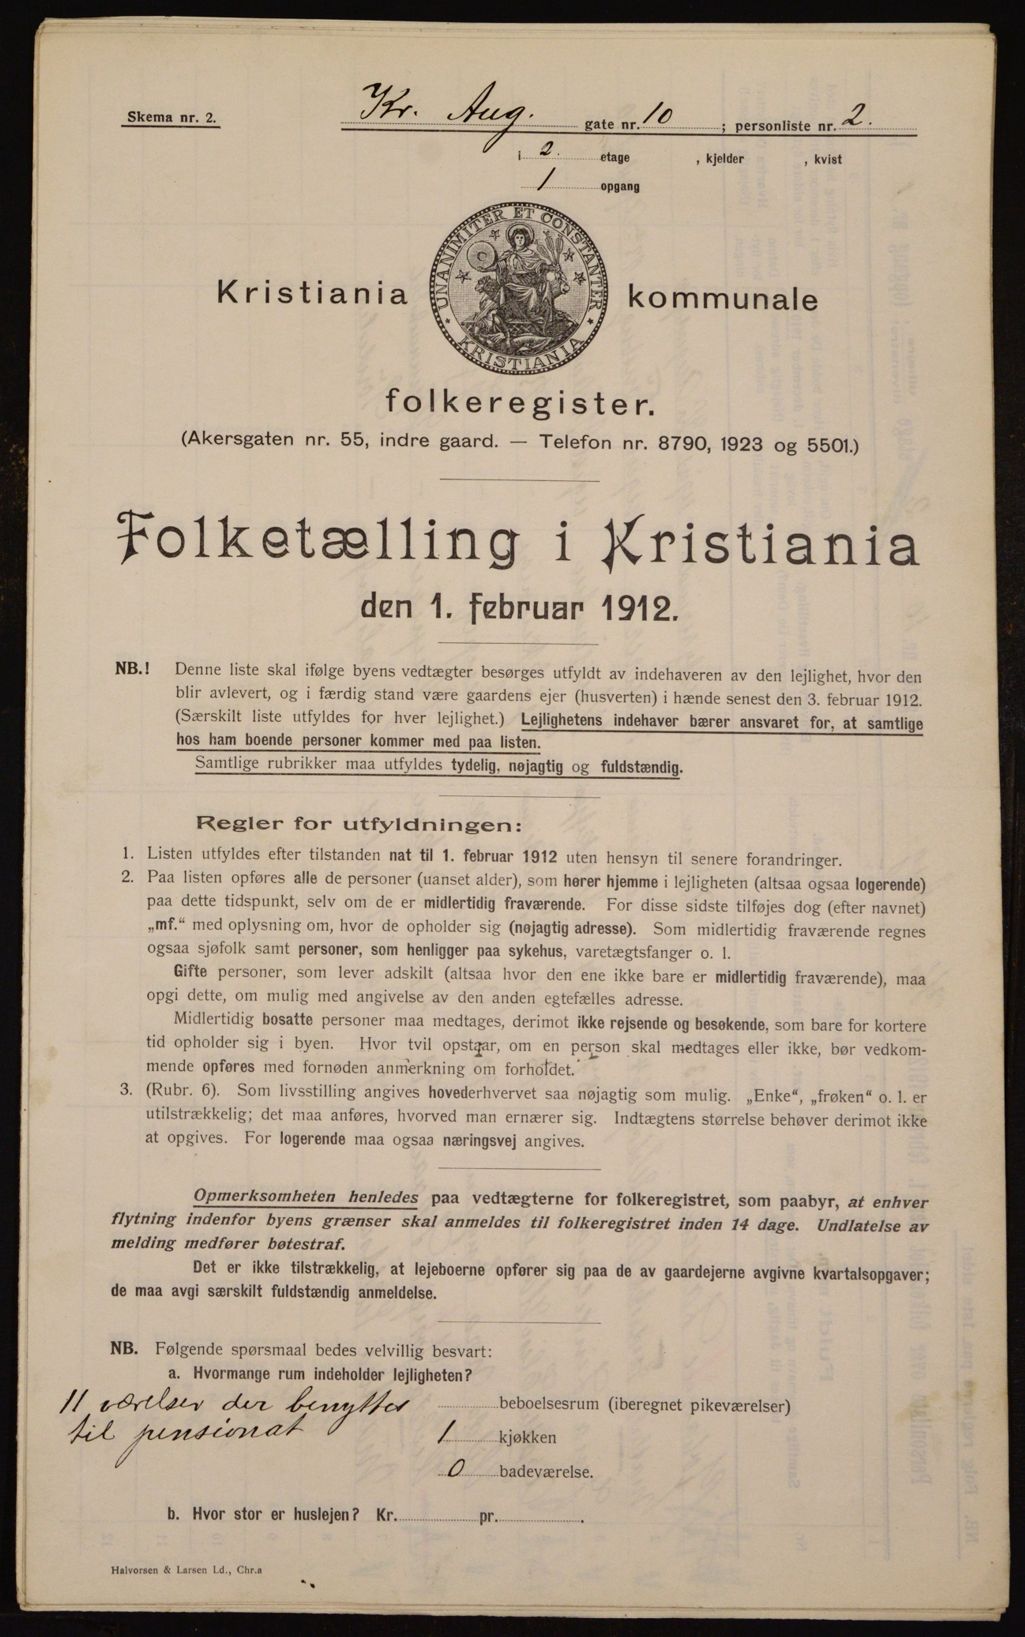 Skema nr. 2.
Kr. Aug. gate nr. 10 ; personliste nr. 2.
i 2. etage , kjelder , kvist
1 opgang
UNANIMITER ET CONSTANTER
KRISTIANIA
Kristiania kommunale
folkeregister.
(Akersgaten nr. 55, indre gaard. — Telefon nr. 8790, 1923 og 5501.)
Folketælling i Kristiania
den 1. februar 1912.
NB.! Denne liste skal ifølge byens vedtægter besørges utfyldt av indehaveren av den lejlighet, hvor den
blir avlevert, og i færdig stand være gaardens ejer (husverten) i hænde senest den 3. februar 1912.
(Særskilt liste utfyldes for hver lejlighet.) Lejlighetens indehaver bærer ansvaret for, at samtlige
hos ham boende personer kommer med paa listen.
Samtlige rubrikker maa utfyldes tydelig, nøjagtig og fuldstændig.
Regler for utfyldningen:
1. Listen utfyldes efter tilstanden nat til 1. februar 1912 uten hensyn til senere forandringer.
2. Paa listen opføres alle de personer (uanset alder), som hører hjemme i lejligheten (altsaa ogsaa logerende)
paa dette tidspunkt, selv om de er midlertidig fraværende. For disse sidste tilføjes dog (efter navnet)
„mf.“ med oplysning om, hvor de opholder sig (nøjagtig adresse). Som midlertidig fraværende regnes
ogsaa sjøfolk samt personer, som henligger paa sykehus, varetægtsfanger o. l.
Gifte personer, som lever adskilt (altsaa hvor den ene ikke bare er midlertidig fraværende), maa
opgi dette, om mulig med angivelse av den anden egtefælles adresse.
Midlertidig bosatte personer maa medtages, derimot ikke rejsende og besøkende, som bare for kortere
tid opholder sig i byen. Hvor tvil opstaar, om en person skal medtages eller ikke, bør vedkom-
mende opføres med fornøden anmerkning om forholdet.
3. (Rubr. 6). Som livsstilling angives hovederhvervet saa nøjagtig som mulig. „Enke“, „frøken“ o. l. er
utilstrækkelig; det maa anføres, hvorved man ernærer sig. Indtægtens størrelse behøver derimot ikke
at opgives. For logerende maa ogsaa næringsvej angives.
Opmerksomheten henledes paa vedtægterne for folkeregistret, som paabyr, at enhver
flytning indenfor byens grænser skal anmeldes til folkeregistret inden 14 dage. Undlatelse av
melding medfører bøtestraf.
Det er ikke tilstrækkelig, at lejeboerne opfører sig paa de av gaardejerne avgivne kvartalsopgaver;
de maa avgi særskilt fuldstændig anmeldelse.
NB. Følgende spørsmaal bedes velvillig besvart:
a. Hvormange rum indeholder lejligheten?
11 værelser der benyttes beboelsesrum (iberegnet pikeværelser)
til pensionat
1 kjøkken
0 badeværelse.
b. Hvor stor er huslejen? Kr. pr. .
Halvorsen & Larsen Ld., Chr.a